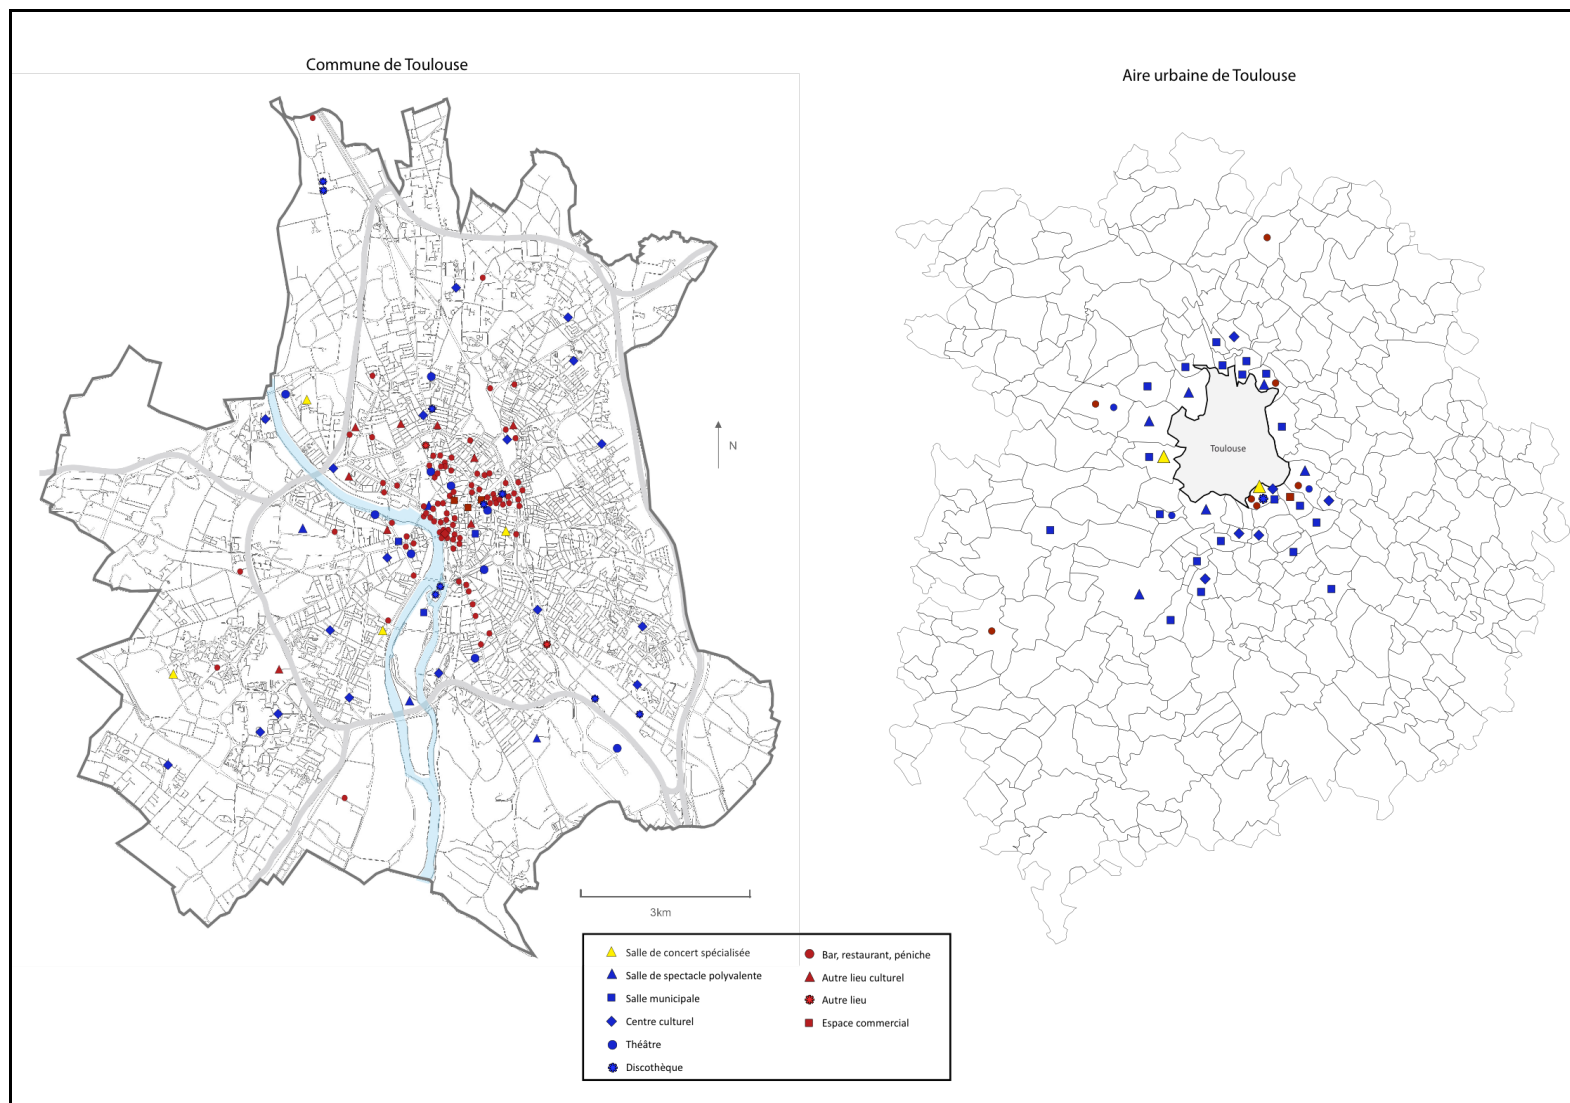 Commune de Toulouse
Aire urbaine de Toulouse
N
Toulouse
3km
Salle de concert spécialisée
Salle de spectacle polyvalente
Salle municipale
Centre culturel
Théâtre
Discothèque
Bar, restaurant, péniche
Autre lieu culturel
Autre lieu
Espace commercial